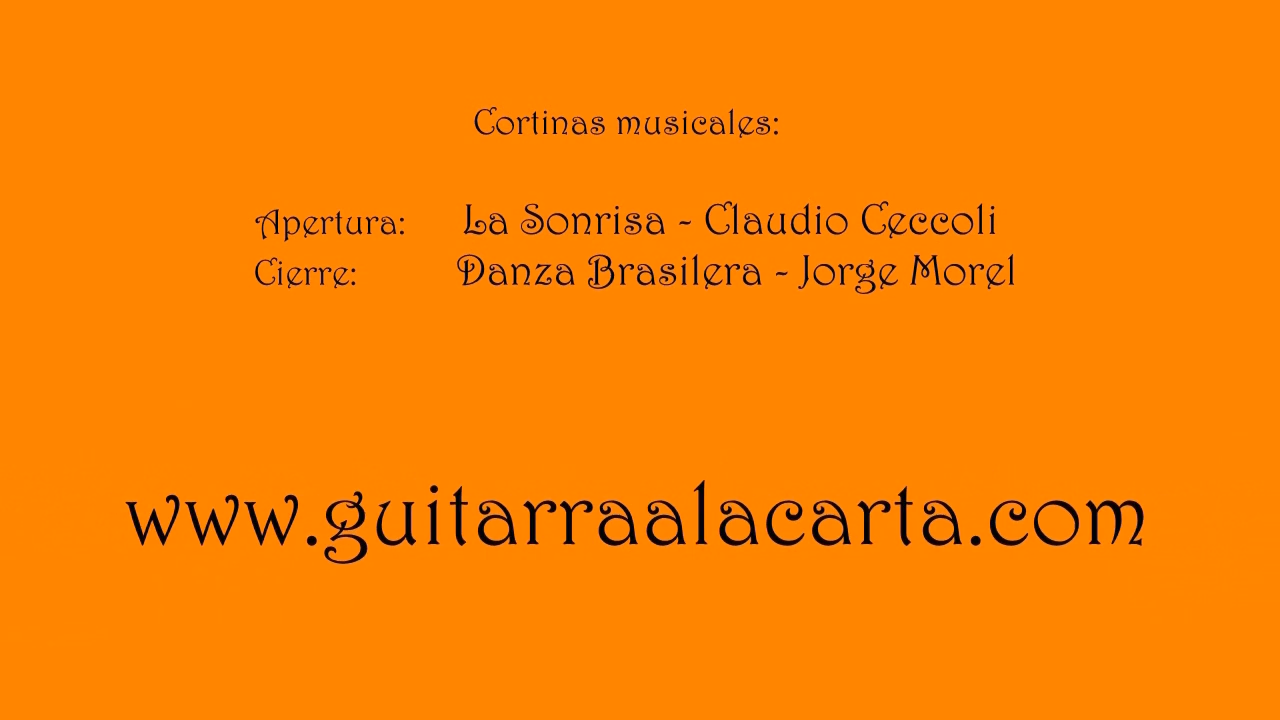 Cortinas musicales:
Apertura: La Sonrisa - Claudio Ceccoli
Cierre: Danza Brasilera - Jorge Morel
www.guitarraalacarta.com